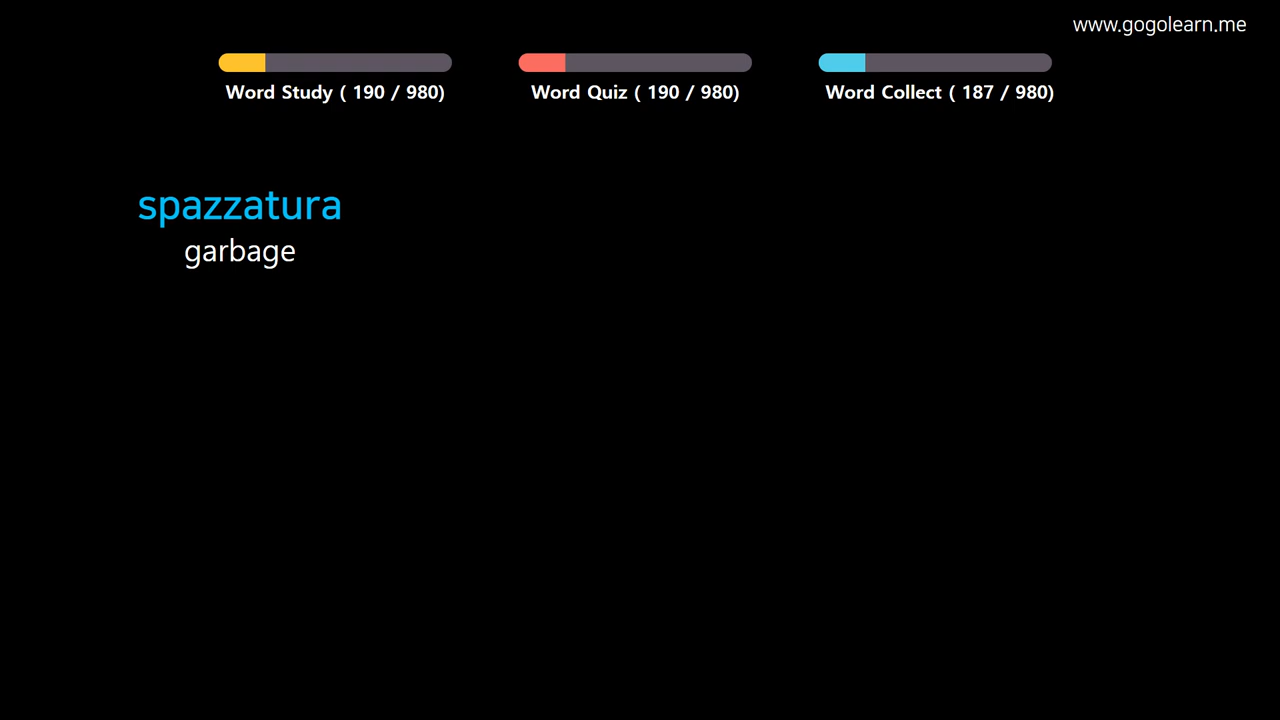 www.gogolearn.me
Word Study ( 190 / 980)
Word Quiz ( 190 / 980)
Word Collect ( 187 / 980)
spazzatura
garbage